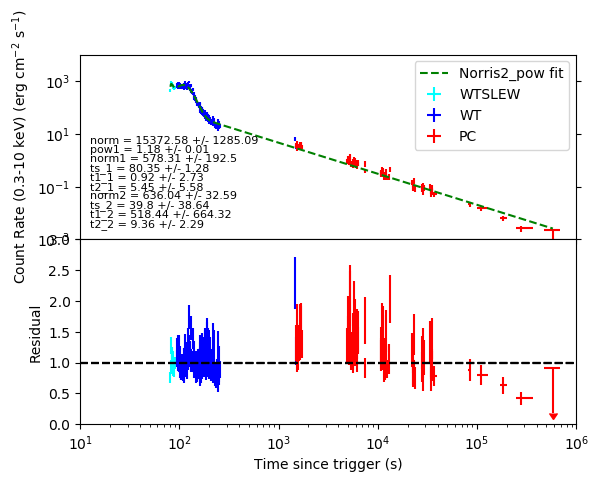 Count Rate (0.3-10 keV) (erg cm⁻² s⁻¹)
10³
10¹
10⁻¹
10⁻³
Norris2_pow fit
WTSLEW
WT
PC
norm = 15372.58 +/- 1285.09
pow1 = 1.18 +/- 0.01
norm1 = 578.31 +/- 192.5
ts_1 = 80.35 +/- 1.28
t1_1 = 0.92 +/- 2.73
t2_1 = 5.45 +/- 5.58
norm2 = 636.04 +/- 32.59
ts_2 = 39.8 +/- 38.64
t1_2 = 518.44 +/- 664.32
t2_2 = 9.36 +/- 2.29
Residual
3.0
2.5
2.0
1.5
1.0
0.5
0.0
10¹ 10² 10³ 10⁴ 10⁵ 10⁶
Time since trigger (s)